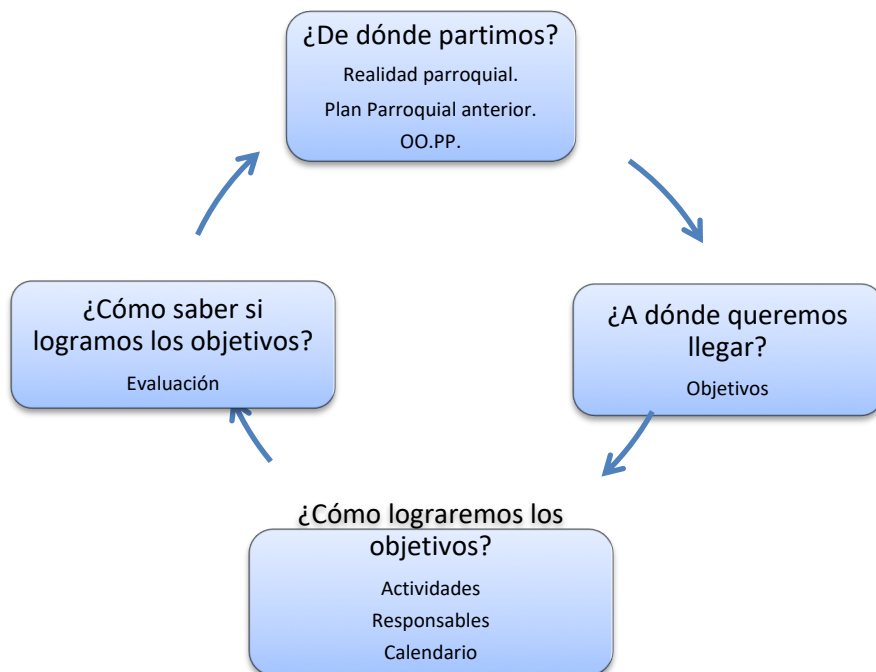 ¿De dónde partimos?
Realidad parroquial.
Plan Parroquial anterior.
OO.PP.
¿A dónde queremos
llegar?
Objetivos
¿Cómo lograremos los
objetivos?
Actividades
Responsables
Calendario
¿Cómo saber si
logramos los objetivos?
Evaluación